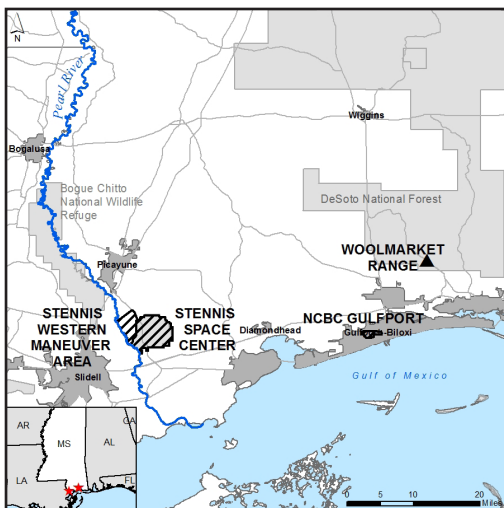 N
Pearl River
Wiggins
Bogalusa
Bogue Chitto
National Wildlife
Refuge
DeSoto National Forest
WOOLMARKET
RANGE
Picayune
STENNIS
WESTERN
MANEUVER
AREA
STENNIS
SPACE
CENTER
NCBC GULFPORT
Diamondhead
Gulfport-Biloxi
Slidell
Gulf of Mexico
AR
MS
AL
GA
LA
FL
0 5 10 15 20
Miles